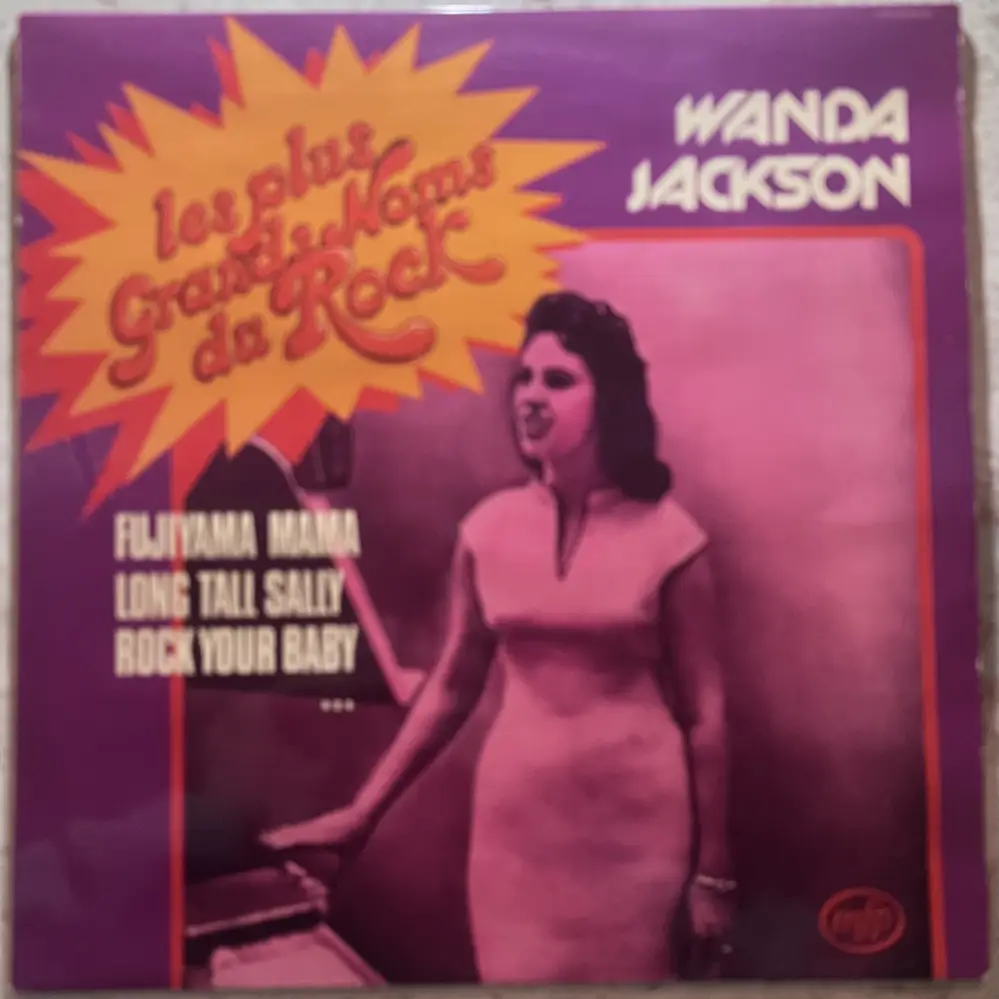 WANDA
JACKSON
les plus
Grands Noms
du Rock
FUJIYAMA MAMA
LONG TALL SALLY
ROCK YOUR BABY
...
mfp